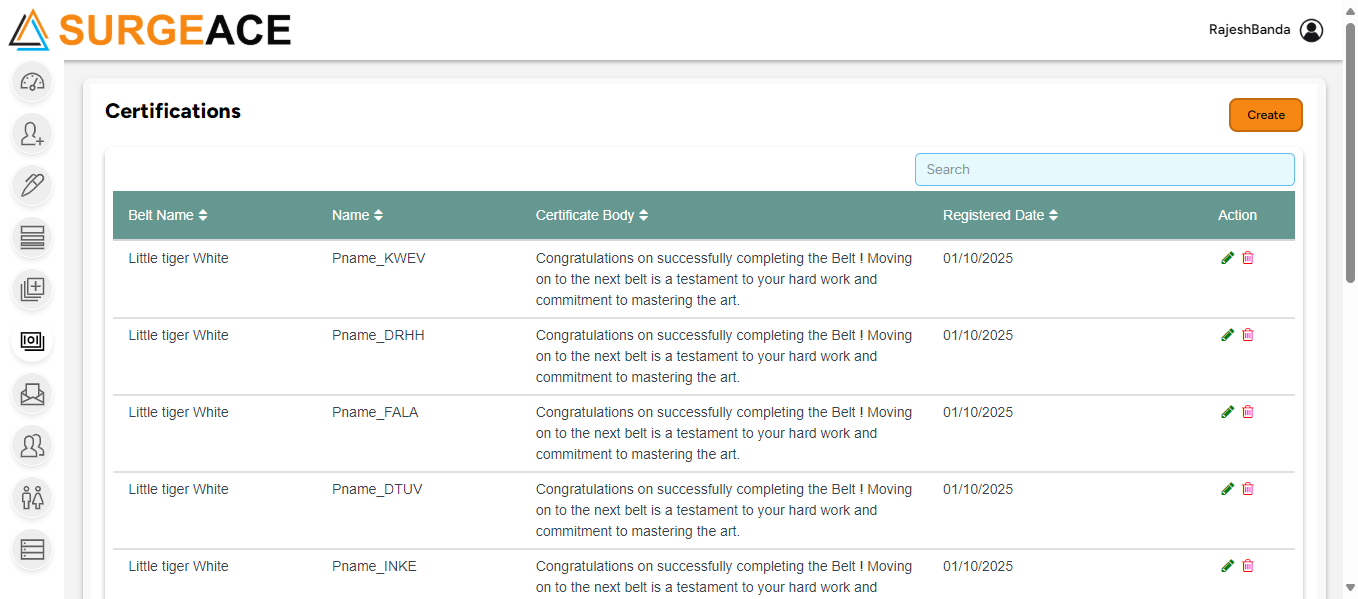 SURGEACE
RajeshBanda
Certifications
Create
Search
Belt Name Name Certificate Body Registered Date Action
Little tiger White Pname_KWEV Congratulations on successfully completing the Belt ! Moving 01/10/2025
on to the next belt is a testament to your hard work and
commitment to mastering the art.
Little tiger White Pname_DRHH Congratulations on successfully completing the Belt ! Moving 01/10/2025
on to the next belt is a testament to your hard work and
commitment to mastering the art.
Little tiger White Pname_FALA Congratulations on successfully completing the Belt ! Moving 01/10/2025
on to the next belt is a testament to your hard work and
commitment to mastering the art.
Little tiger White Pname_DTUV Congratulations on successfully completing the Belt ! Moving 01/10/2025
on to the next belt is a testament to your hard work and
commitment to mastering the art.
Little tiger White Pname_INKE Congratulations on successfully completing the Belt ! Moving 01/10/2025
on to the next belt is a testament to your hard work and